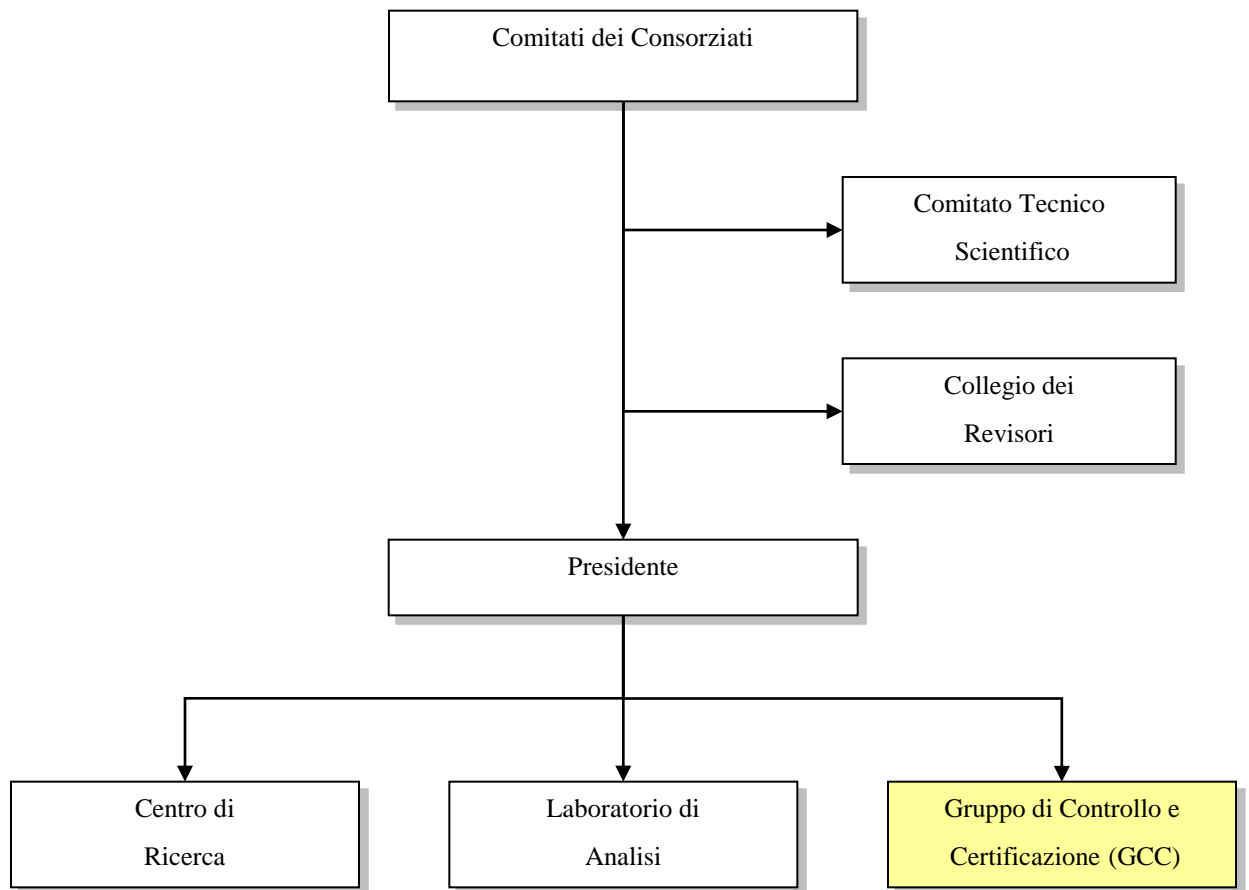 Comitati dei Consorziati
Comitato Tecnico
Scientifico
Collegio dei
Revisori
Presidente
Centro di
Ricerca
Laboratorio di
Analisi
Gruppo di Controllo e
Certificazione (GCC)